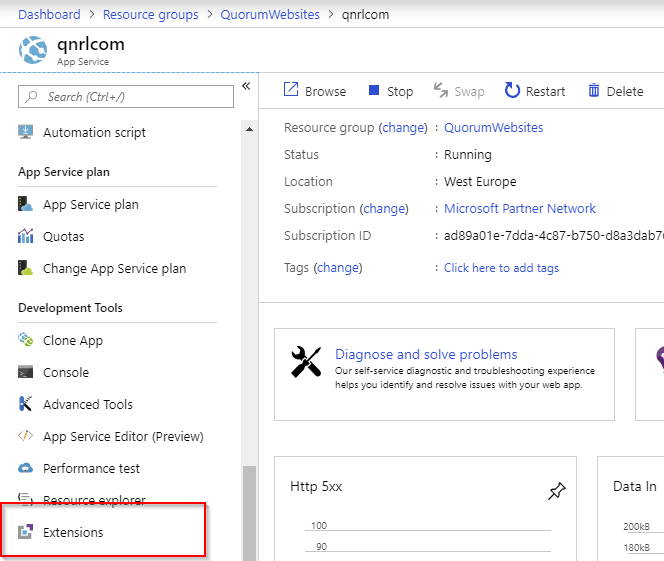 Dashboard > Resource groups > QuorumWebsites > qnrlcom
qnrlcom
App Service
Search (Ctrl+/)
«
Automation script
App Service plan
App Service plan
Quotas
Change App Service plan
Development Tools
Clone App
Console
Advanced Tools
App Service Editor (Preview)
Performance test
Resource explorer
Extensions
Browse Stop Swap Restart Delete
Resource group (change) : QuorumWebsites
Status : Running
Location : West Europe
Subscription (change) : Microsoft Partner Network
Subscription ID : ad89a01e-7dda-4c87-b750-d8a3dab7
Tags (change) : Click here to add tags
Diagnose and solve problems
Our self-service diagnostic and troubleshooting experience
helps you identify and resolve issues with your web app.
Http 5xx
100
90
Data In
200kB
180kB